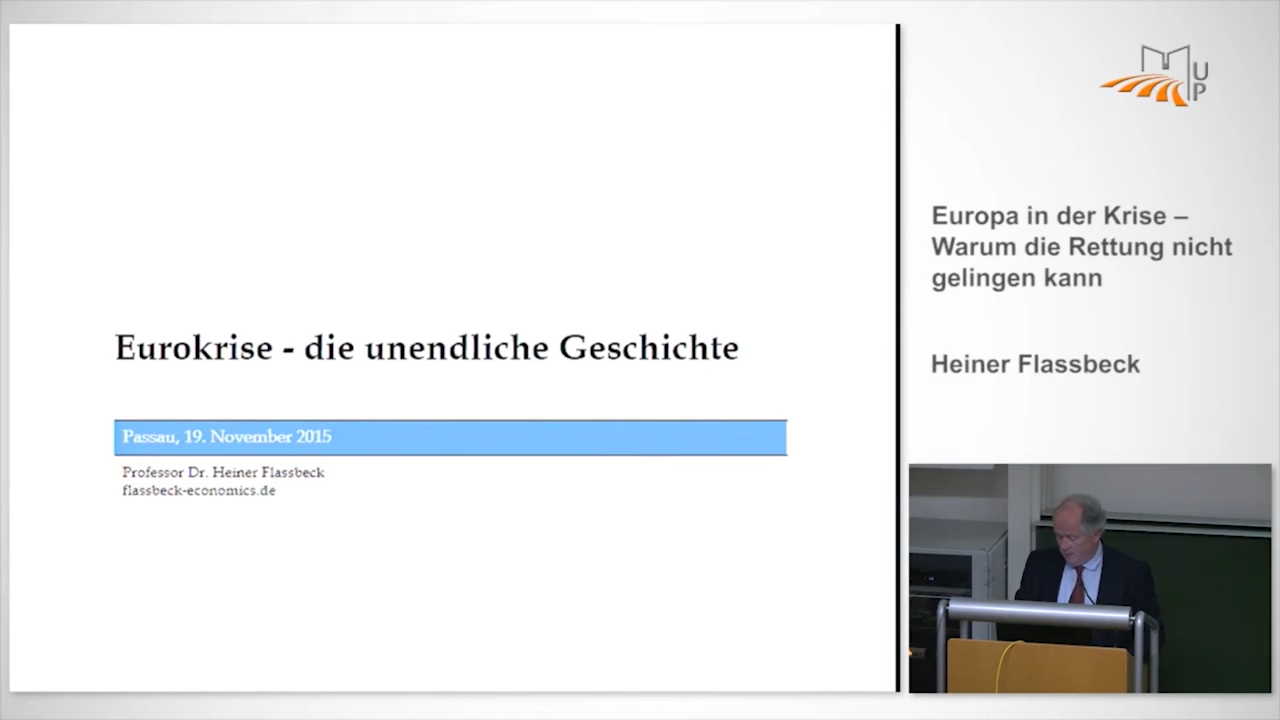 Eurokrise - die unendliche Geschichte
Passau, 19. November 2015
Professor Dr. Heiner Flassbeck
flassbeck-economics.de
UP
Europa in der Krise –
Warum die Rettung nicht
gelingen kann
Heiner Flassbeck